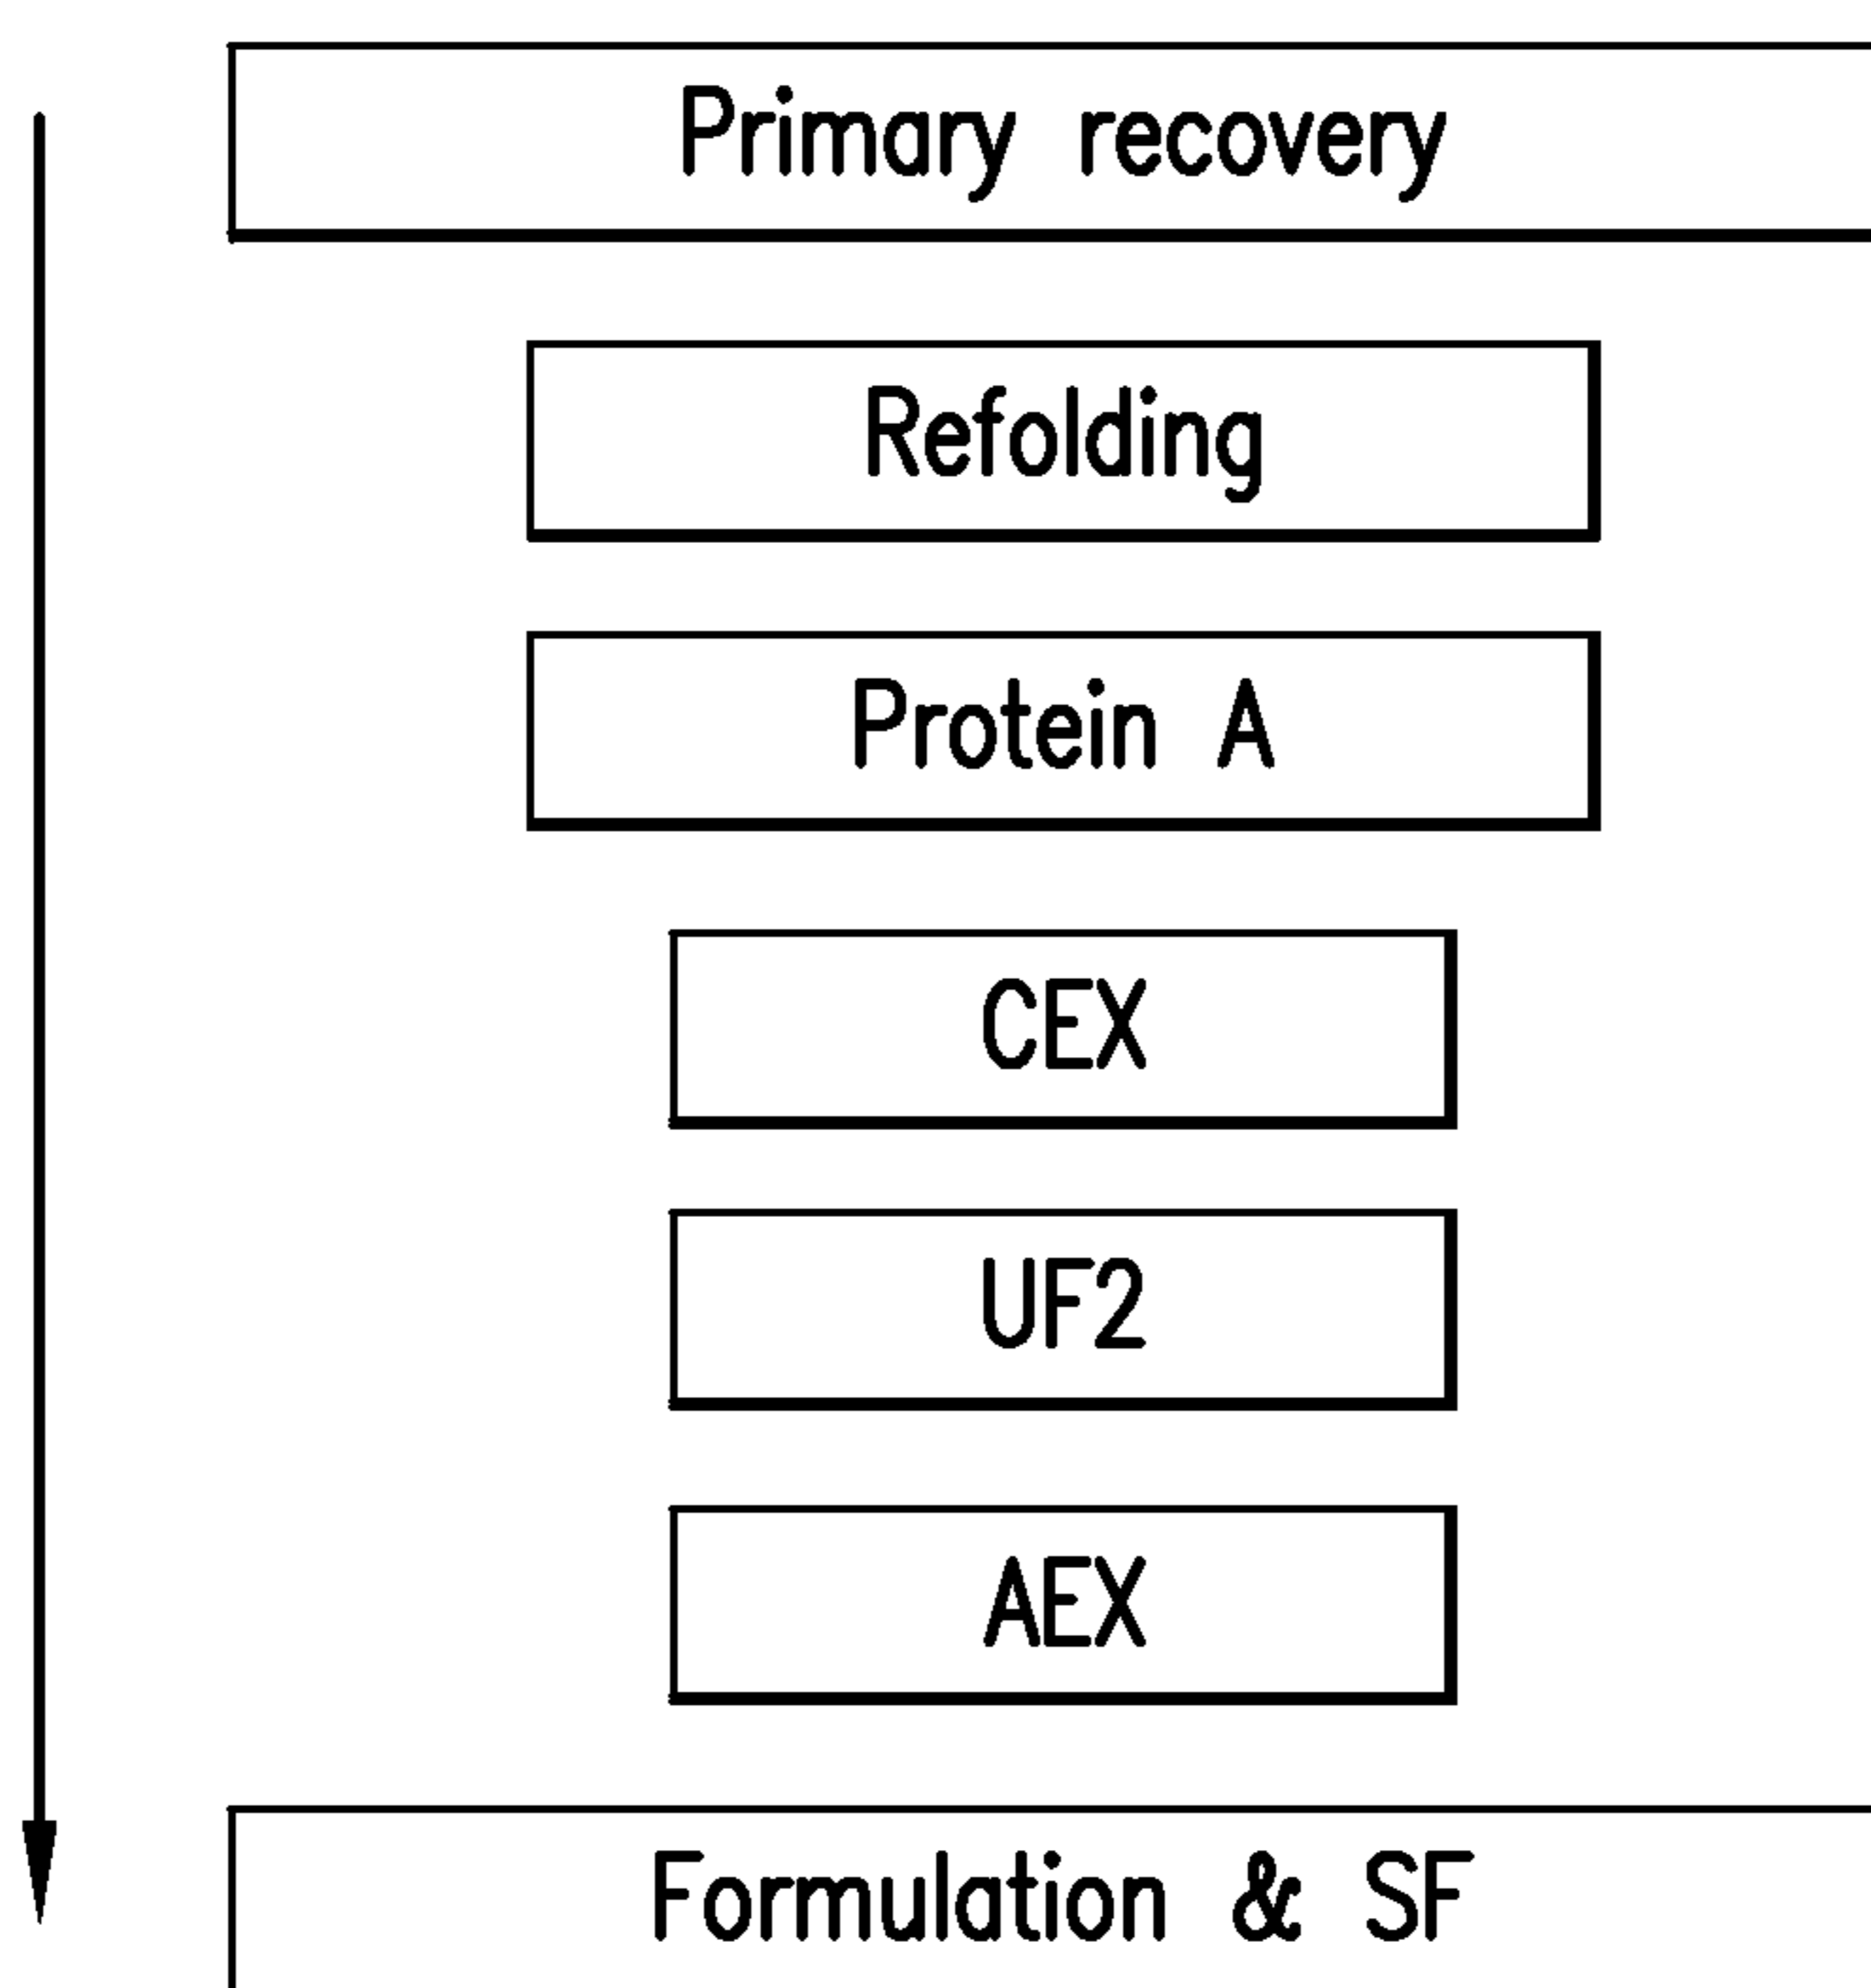 Primary recovery
Refolding
Protein A
CEX
UF2
AEX
Formulation & SF